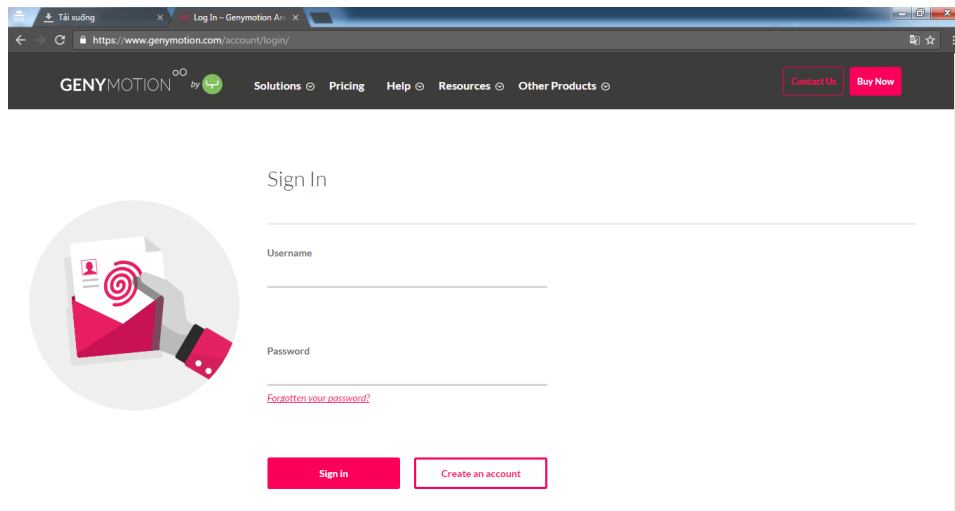 Tải xuống
Log In – Genymotion An
https://www.genymotion.com/account/login/
GENYMOTION by
Solutions Pricing Help Resources Other Products
Contact Us Buy Now
Sign In
Username
Password
Forgotten your password?
Sign in Create an account